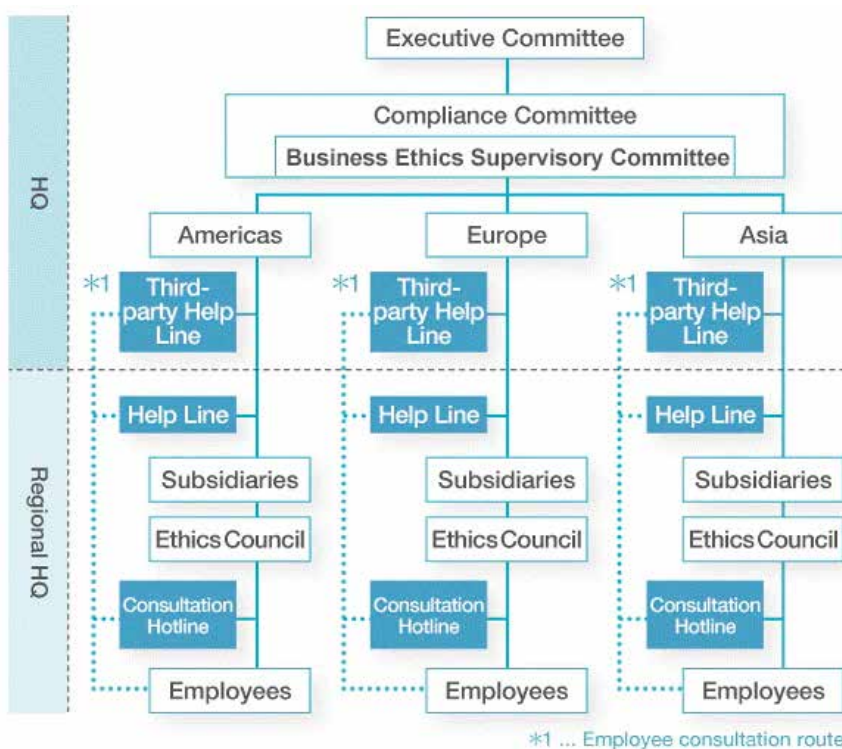 Executive Committee
Compliance Committee
Business Ethics Supervisory Committee
HQ
Americas
Europe
Asia
*1
Third-
party Help
Line
*1
Third-
party Help
Line
*1
Third-
party Help
Line
Regional HQ
Help Line
Help Line
Help Line
Subsidiaries
Subsidiaries
Subsidiaries
Ethics Council
Ethics Council
Ethics Council
Consultation
Hotline
Consultation
Hotline
Consultation
Hotline
Employees
Employees
Employees
*1 ... Employee consultation route